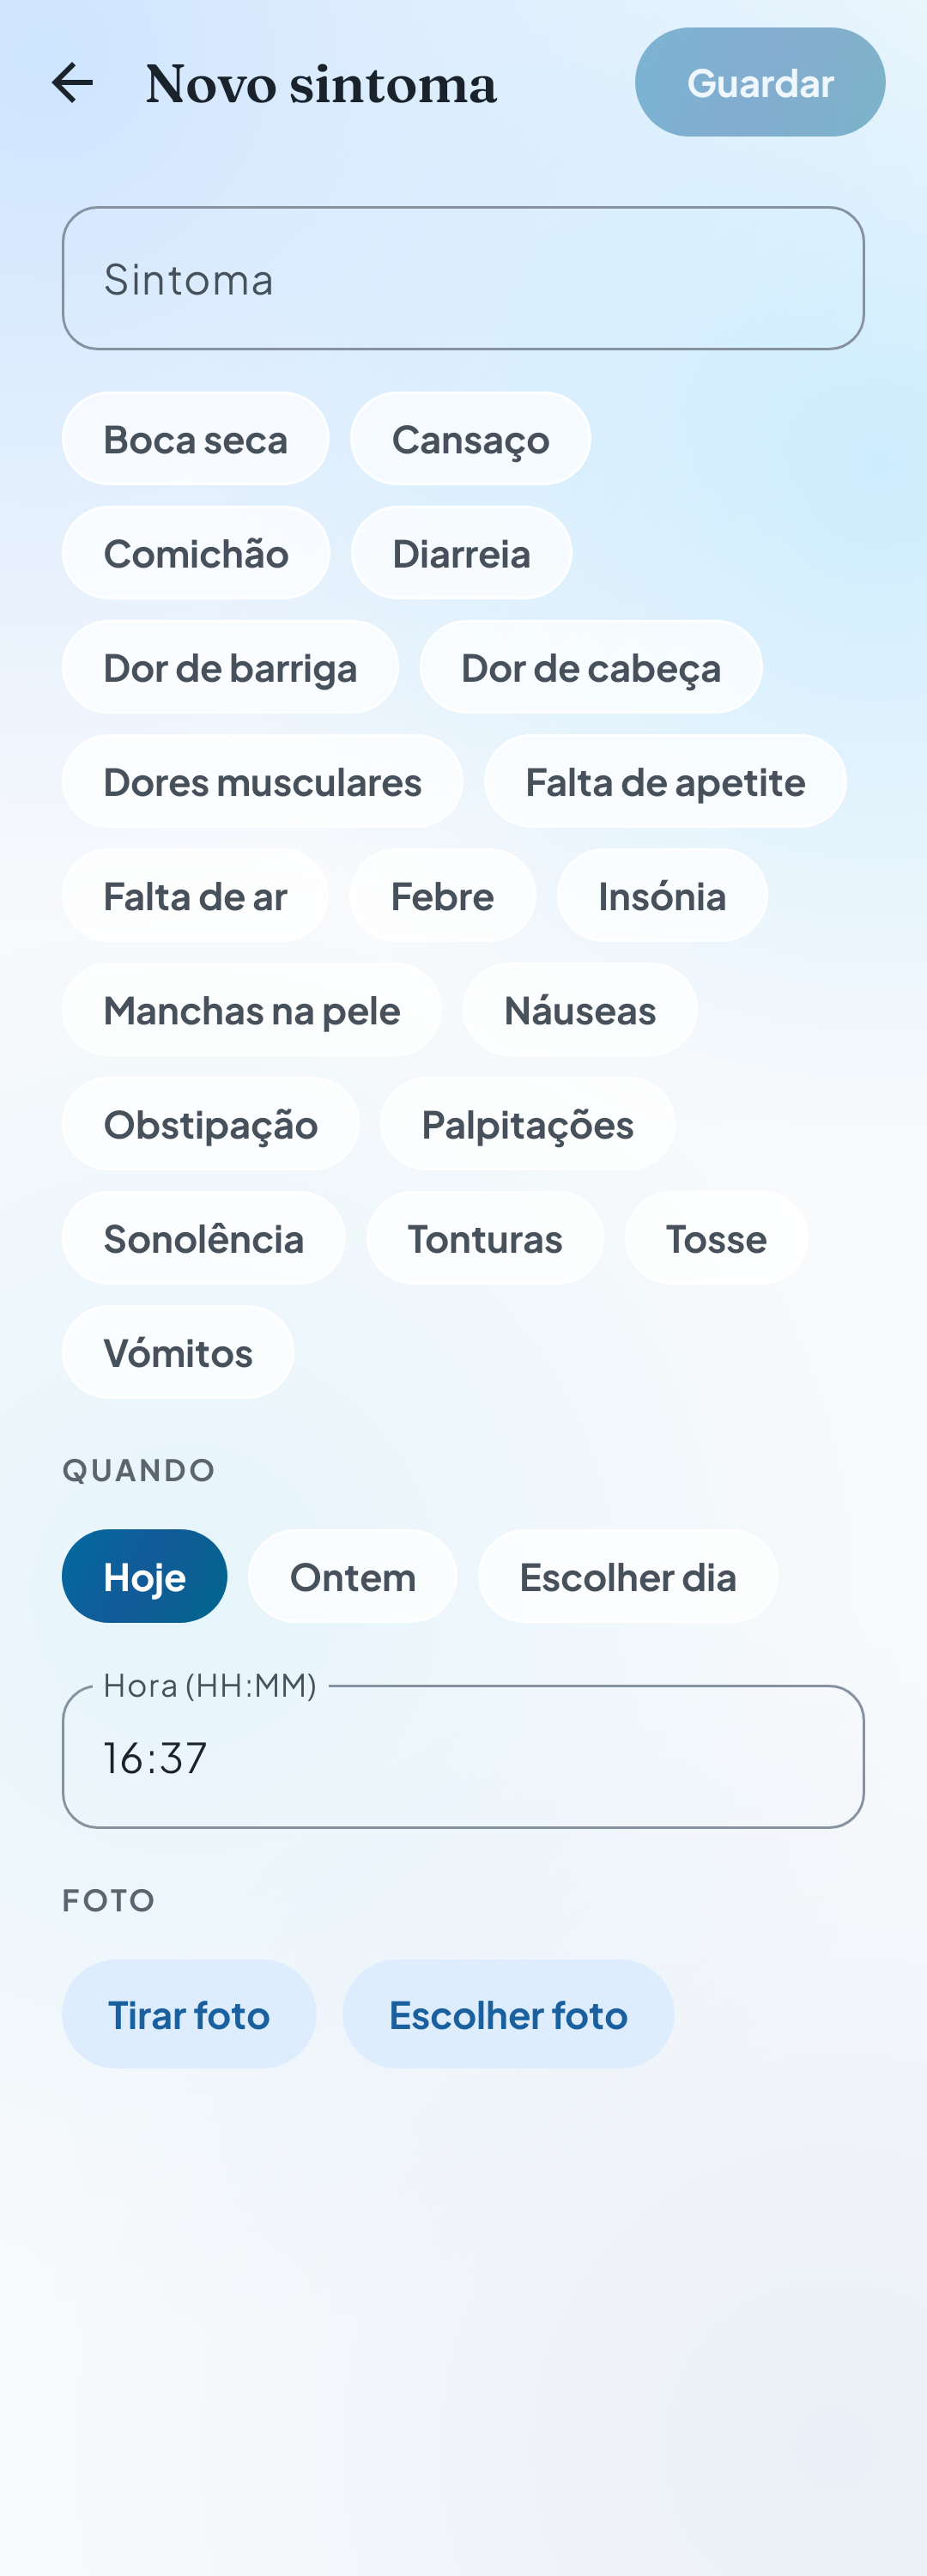 Novo sintoma Guardar
Sintoma
Boca seca Cansaço
Comichão Diarreia
Dor de barriga Dor de cabeça
Dores musculares Falta de apetite
Falta de ar Febre Insónia
Manchas na pele Náuseas
Obstipação Palpitações
Sonolência Tonturas Tosse
Vómitos
QUANDO
Hoje Ontem Escolher dia
Hora (HH:MM)
16:37
FOTO
Tirar foto Escolher foto